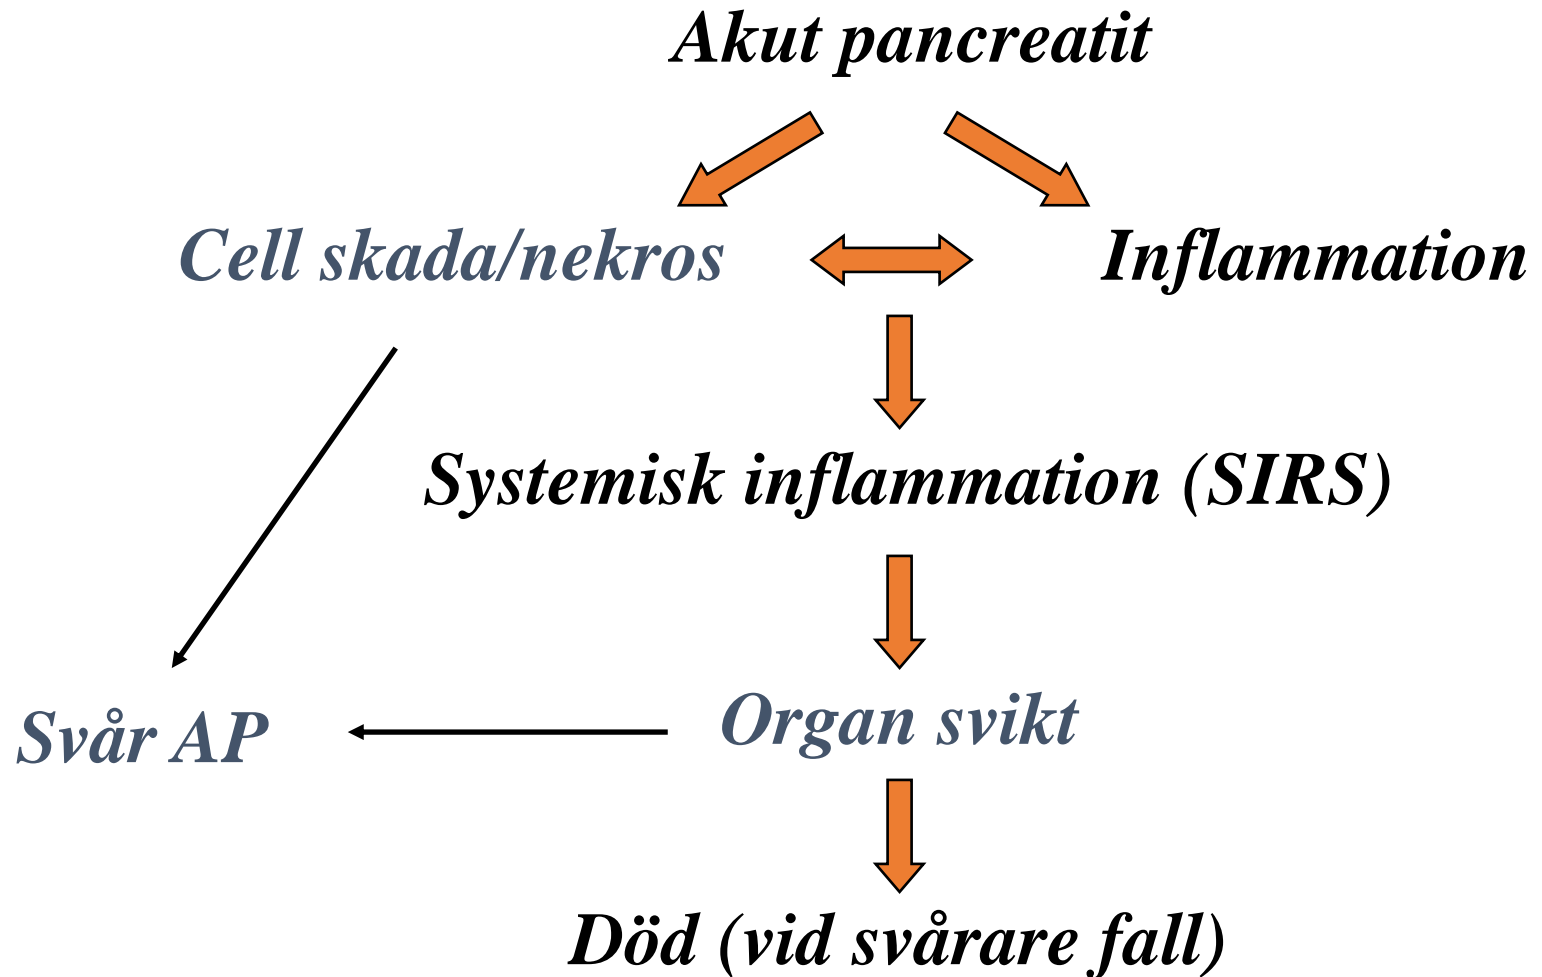 Akut pancreatit
Cell skada/nekros
Inflammation
Systemisk inflammation (SIRS)
Svår AP
Organ svikt
Död (vid svårare fall)